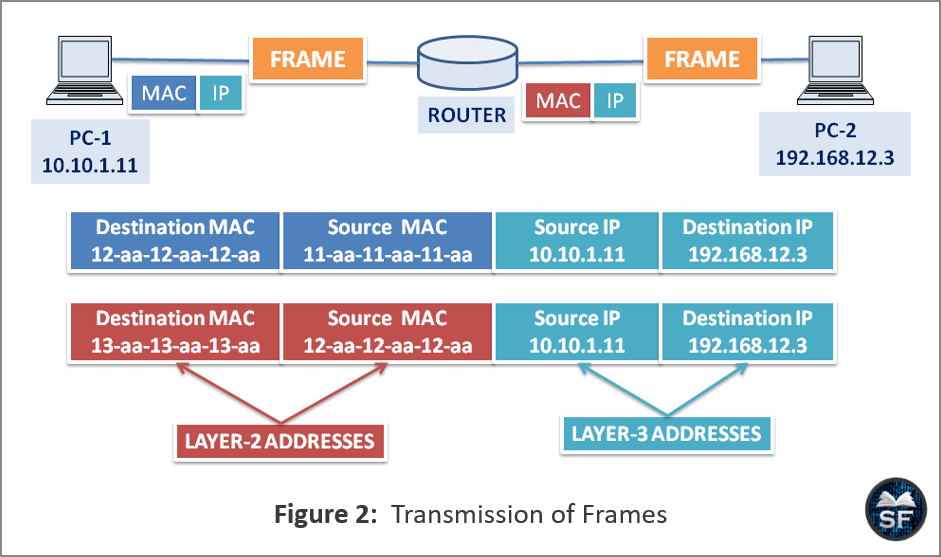 FRAME
FRAME
MAC IP
MAC IP
ROUTER
PC-1
10.10.1.11
PC-2
192.168.12.3
Destination MAC
12-aa-12-aa-12-aa
Source MAC
11-aa-11-aa-11-aa
Source IP
10.10.1.11
Destination IP
192.168.12.3
Destination MAC
13-aa-13-aa-13-aa
Source MAC
12-aa-12-aa-12-aa
Source IP
10.10.1.11
Destination IP
192.168.12.3
LAYER-2 ADDRESSES
LAYER-3 ADDRESSES
Figure 2: Transmission of Frames
SF